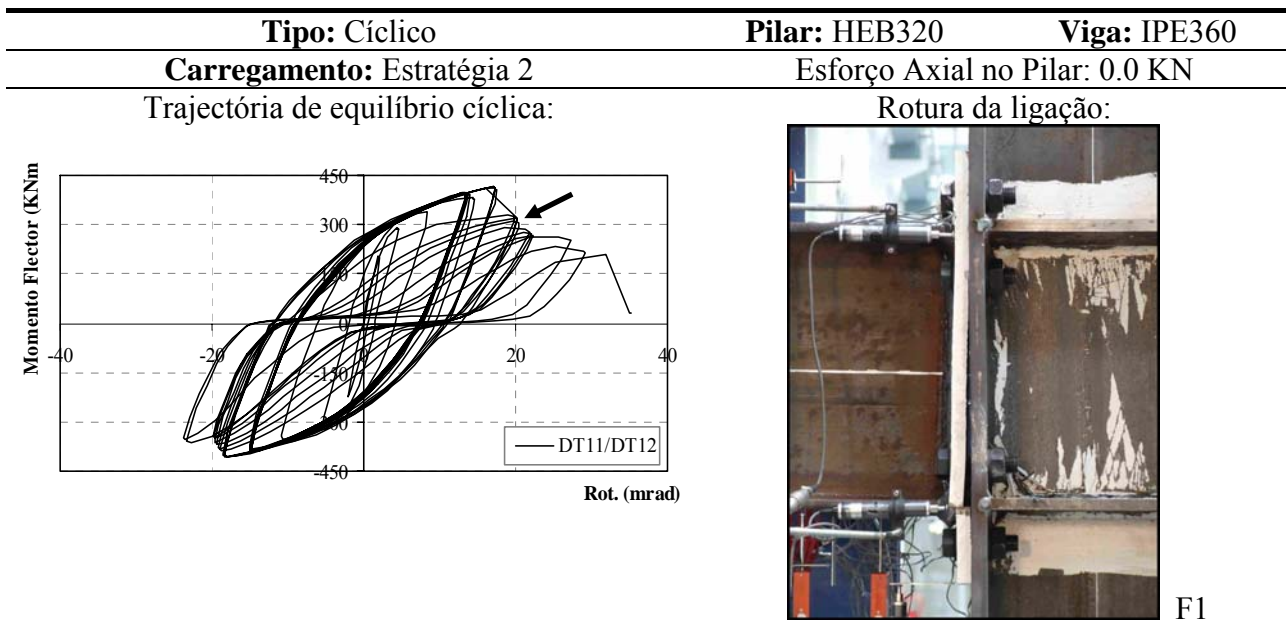 Tipo: Cíclico Pilar: HEB320 Viga: IPE360
Carregamento: Estratégia 2 Esforço Axial no Pilar: 0.0 KN
Trajectória de equilíbrio cíclica: Rotura da ligação:
Momento Flector (KNm
450
300
0
-40 -20 0 20 40
-150
-450
DT11/DT12
Rot. (mrad)
F1